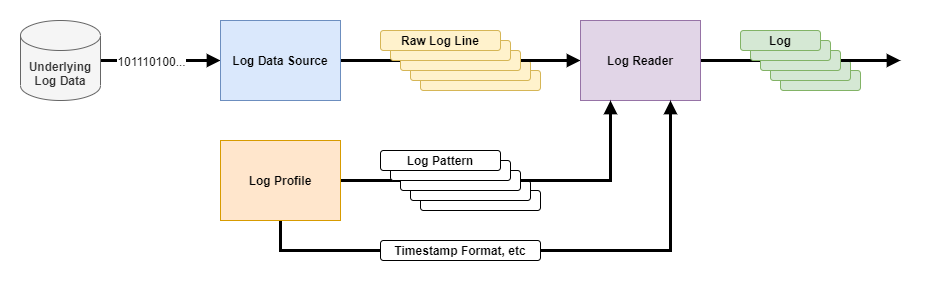 Underlying
Log Data
101110100...
Log Data Source
Raw Log Line
Log Reader
Log
Log Profile
Log Pattern
Timestamp Format, etc